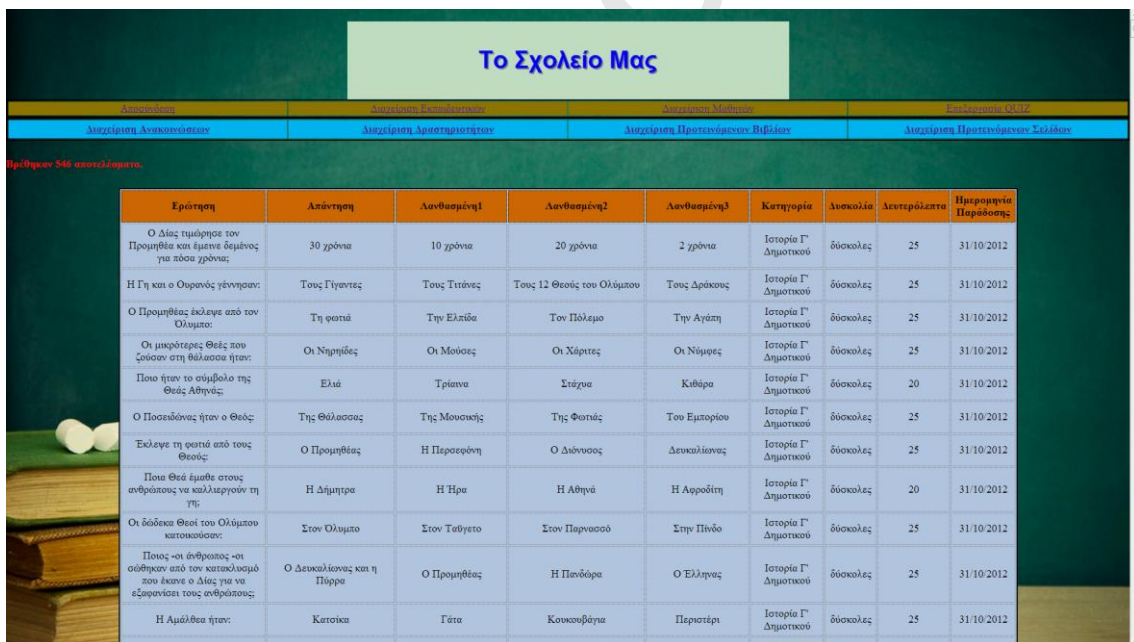 Το Σχολείο Μας
Αποσύνδεση Διαχείριση Εκπαιδευτικών Διαχείριση Μαθητών Επεξεργασία QUIZ
Διαχείριση Ανακοινώσεων Διαχείριση Δραστηριοτήτων Διαχείριση Προτεινόμενων Βιβλίων Διαχείριση Προτεινόμενων Σελίδων
Βρέθηκαν 546 αποτελέσματα.
Ερώτηση Απάντηση Λανθασμένη1 Λανθασμένη2 Λανθασμένη3 Κατηγορία Δυσκολία Δευτερόλεπτα Ημερομηνία
Παράδοσης
Ο Δίας τιμώρησε τον
Προμηθέα και έμεινε δεμένος
για πόσα χρόνια; 30 χρόνια 10 χρόνια 20 χρόνια 2 χρόνια Ιστορία Γ'
Δημοτικού δύσκολες 25 31/10/2012
Η Γη και ο Ουρανός γέννησαν: Τους Γίγαντες Τους Τιτάνες Τους 12 Θεούς του Ολύμπου Τους Δράκους Ιστορία Γ'
Δημοτικού δύσκολες 25 31/10/2012
Ο Προμηθέας έκλεψε από τον
Όλυμπο: Τη φωτιά Την Ελπίδα Τον Πόλεμο Την Αγάπη Ιστορία Γ'
Δημοτικού δύσκολες 25 31/10/2012
Οι μικρότερες Θεές που
ζούσαν στη θάλασσα ήταν: Οι Νηρηίδες Οι Μούσες Οι Χάριτες Οι Νύμφες Ιστορία Γ'
Δημοτικού δύσκολες 25 31/10/2012
Ποιο ήταν το σύμβολο της
Θεάς Αθηνάς; Ελιά Τρίαινα Στάχυα Κιθάρα Ιστορία Γ'
Δημοτικού δύσκολες 20 31/10/2012
Ο Ποσειδώνας ήταν ο Θεός: Της Θάλασσας Της Μουσικής Της Φωτιάς Του Εμπορίου Ιστορία Γ'
Δημοτικού δύσκολες 25 31/10/2012
Έκλεψε τη φωτιά από τους
Θεούς: Ο Προμηθέας Η Περσεφόνη Ο Διόνυσος Δευκαλίωνας Ιστορία Γ'
Δημοτικού δύσκολες 25 31/10/2012
Ποια Θεά έμαθε στους
ανθρώπους να καλλιεργούν τη
γη; Η Δήμητρα Η Ήρα Η Αθηνά Η Αφροδίτη Ιστορία Γ'
Δημοτικού δύσκολες 20 31/10/2012
Οι δώδεκα Θεοί του Ολύμπου
κατοικούσαν: Στον Όλυμπο Στον Ταΰγετο Στον Παρνασσό Στην Πίνδο Ιστορία Γ'
Δημοτικού δύσκολες 25 31/10/2012
Ποιος -οι άνθρωπος -οι
σώθηκαν από τον κατακλυσμό
που έκανε ο Δίας για να
εξαφανίσει τους ανθρώπους; Ο Δευκαλίωνας και η
Πύρρα Ο Προμηθέας Η Πανδώρα Ο Έλληνας Ιστορία Γ'
Δημοτικού δύσκολες 25 31/10/2012
Η Αμάλθεα ήταν: Κατσίκα Γάτα Κουκουβάγια Περιστέρι Ιστορία Γ'
Δημοτικού δύσκολες 25 31/10/2012